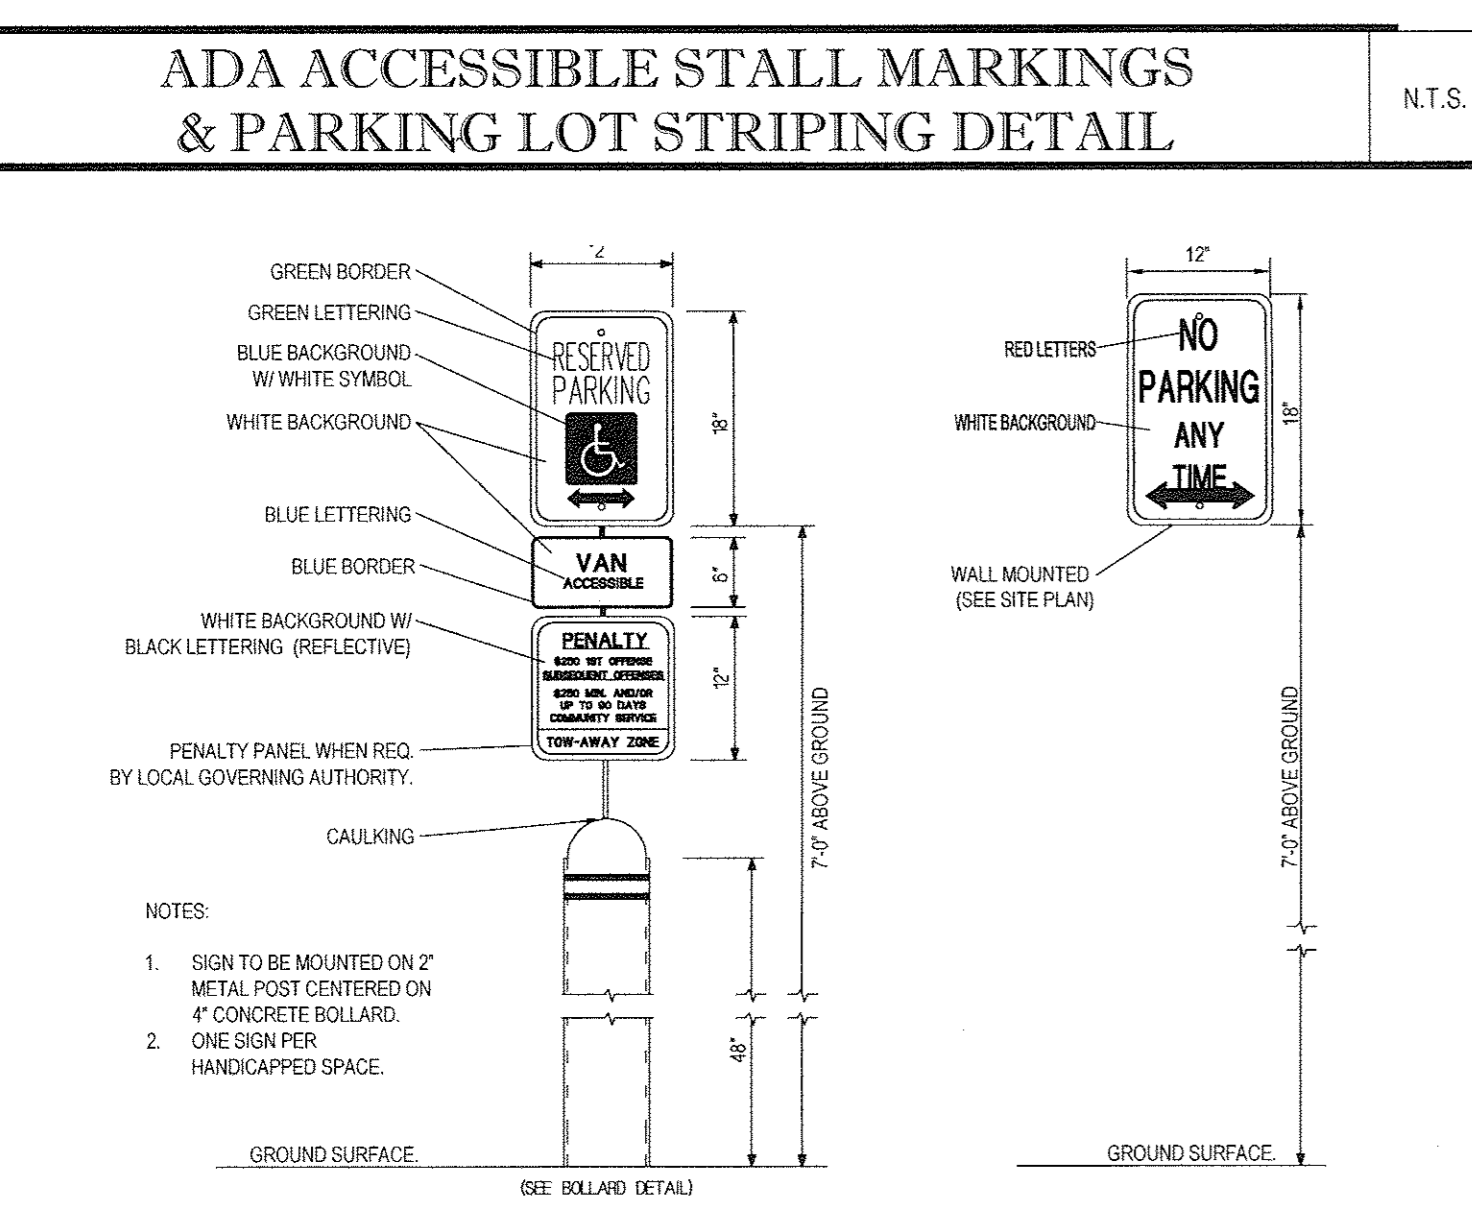 ADA ACCESSIBLE STALL MARKINGS
& PARKING LOT STRIPING DETAIL
N.T.S.
GREEN BORDER
GREEN LETTERING
BLUE BACKGROUND
W/ WHITE SYMBOL
WHITE BACKGROUND
BLUE LETTERING
BLUE BORDER
WHITE BACKGROUND W/
BLACK LETTERING (REFLECTIVE)
PENALTY PANEL WHEN REQ.
BY LOCAL GOVERNING AUTHORITY.
CAULKING
NOTES:
1. SIGN TO BE MOUNTED ON 2"
METAL POST CENTERED ON
4" CONCRETE BOLLARD.
2. ONE SIGN PER
HANDICAPPED SPACE.
GROUND SURFACE.
(SEE BOLLARD DETAIL)
RESERVED
PARKING
VAN
ACCESSIBLE
PENALTY
$250 1ST OFFENSE
SUBSEQUENT OFFENSES
$250 MIN. AND/OR
UP TO 90 DAYS
COMMUNITY SERVICE
TOW-AWAY ZONE
18"
6"
12"
48"
7'-0" ABOVE GROUND
12"
RED LETTERS
WHITE BACKGROUND
NO
PARKING
ANY
TIME
18"
WALL MOUNTED
(SEE SITE PLAN)
7'-0" ABOVE GROUND
GROUND SURFACE.